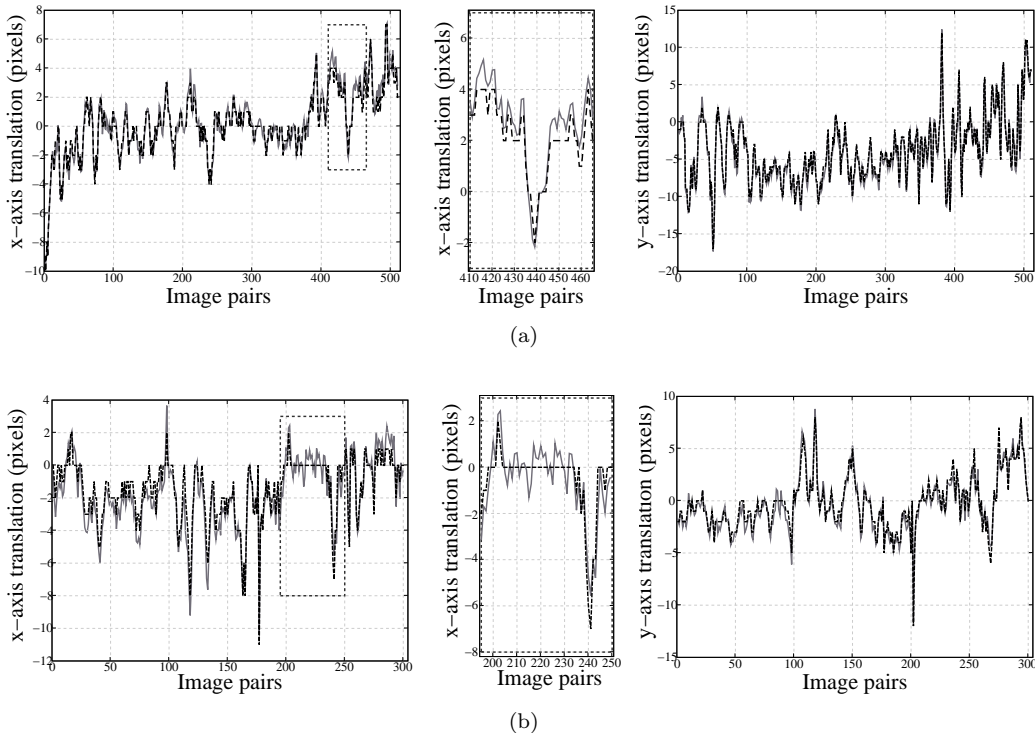 x−axis translation (pixels)
8
6
4
2
0
−2
−4
−6
−8
−10
0 100 200 300 400 500
Image pairs
x−axis translation (pixels)
6
4
2
0
−2
410 420 430 440 450 460
Image pairs
y−axis translation (pixels)
15
10
5
0
−5
−10
−15
−20
0 100 200 300 400 500
Image pairs
(a)
x−axis translation (pixels)
4
2
0
−2
−4
−6
−8
−10
−12
0 50 100 150 200 250 300
Image pairs
x−axis translation (pixels)
2
0
−2
−4
−6
−8
200 210 220 230 240 250
Image pairs
y−axis translation (pixels)
10
5
0
−5
−10
−15
0 50 100 150 200 250 300
Image pairs
(b)